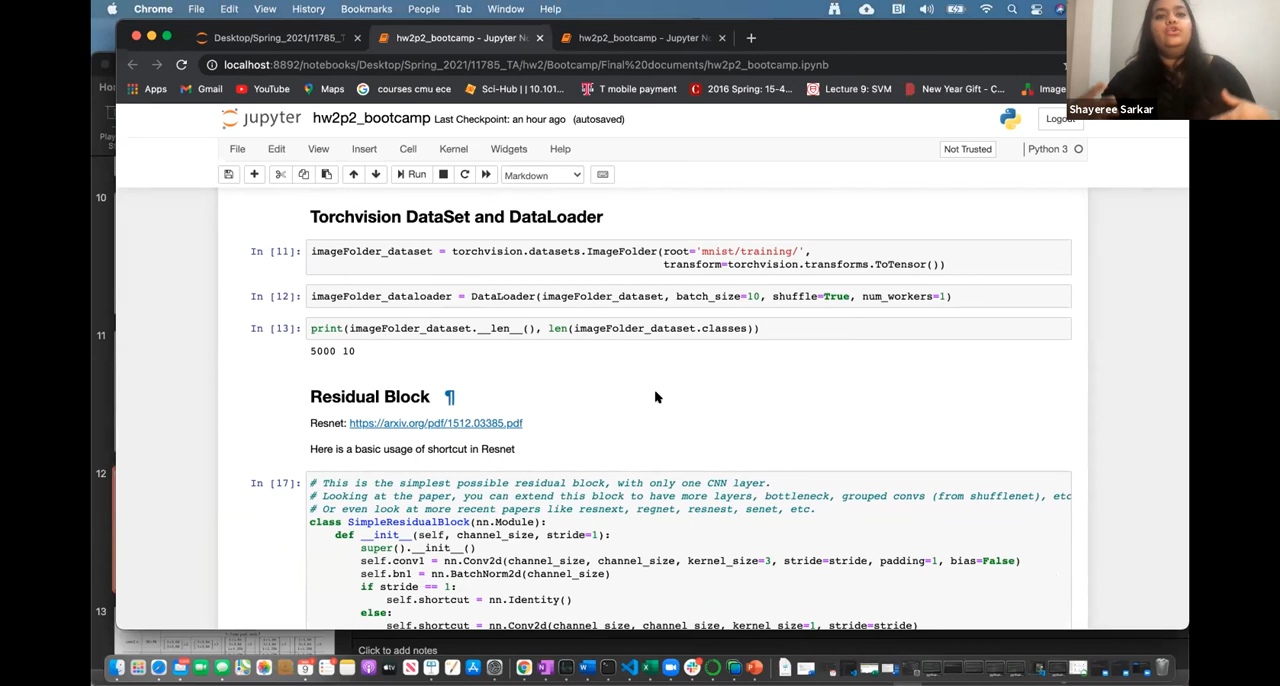 Chrome File Edit View History Bookmarks People Tab Window Help
Desktop/Spring_2021/11785_T
hw2p2_bootcamp - Jupyter No
hw2p2_bootcamp - Jupyter N
localhost:8892/notebooks/Desktop/Spring_2021/11785_TA/hw2/Bootcamp/Final%20documents/hw2p2_bootcamp.ipynb
Apps Gmail YouTube Maps courses cmu ece Sci-Hub | | 10.101... T mobile payment 2016 Spring: 15-4... Lecture 9: SVM New Year Gift - C... Image
Shayeree Sarkar
jupyter hw2p2_bootcamp Last Checkpoint: an hour ago (autosaved)
Logout
File Edit View Insert Cell Kernel Widgets Help
Not Trusted
Python 3
Run
Markdown
Torchvision DataSet and DataLoader
In [11]: imageFolder_dataset = torchvision.datasets.ImageFolder(root='mnist/training/',
transform=torchvision.transforms.ToTensor())
In [12]: imageFolder_dataloader = DataLoader(imageFolder_dataset, batch_size=10, shuffle=True, num_workers=1)
In [13]: print(imageFolder_dataset.__len__(), len(imageFolder_dataset.classes))
5000 10
Residual Block ¶
Resnet: https://arxiv.org/pdf/1512.03385.pdf
Here is a basic usage of shortcut in Resnet
In [17]: # This is the simplest possible residual block, with only one CNN layer.
# Looking at the paper, you can extend this block to have more layers, bottleneck, grouped convs (from shufflenet), etc
# Or even look at more recent papers like resnext, regnet, resnest, senet, etc.
class SimpleResidualBlock(nn.Module):
def __init__(self, channel_size, stride=1):
super().__init__()
self.conv1 = nn.Conv2d(channel_size, channel_size, kernel_size=3, stride=stride, padding=1, bias=False)
self.bn1 = nn.BatchNorm2d(channel_size)
if stride == 1:
self.shortcut = nn.Identity()
else:
self.shortcut = nn.Conv2d(channel_size, channel_size, kernel_size=1, stride=stride)
10
11
12
13
Click to add notes